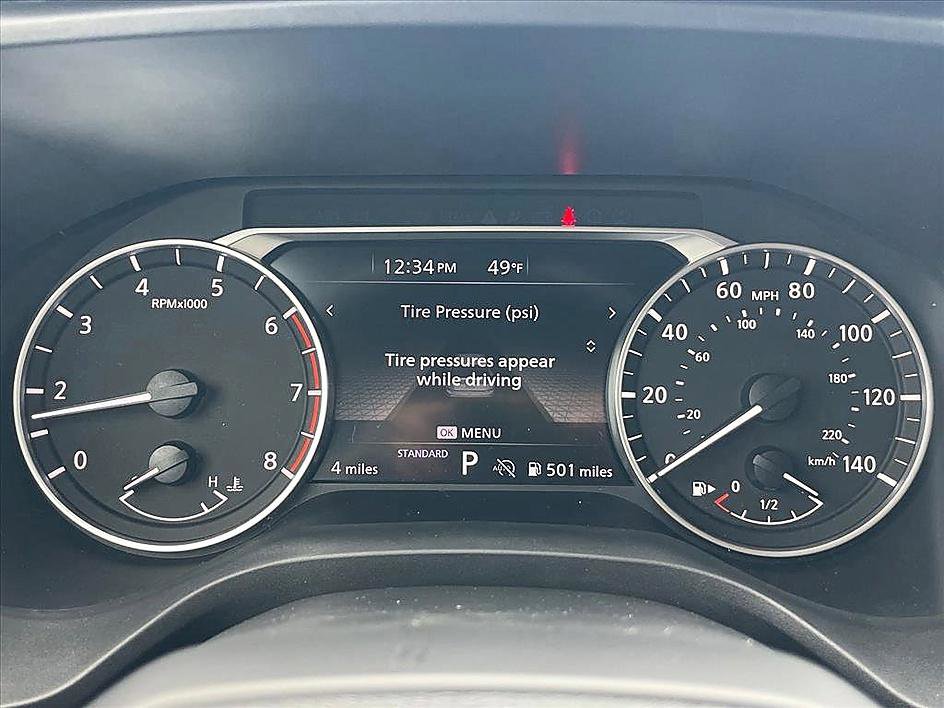 12:34 PM 49°F
Tire Pressure (psi)
Tire pressures appear
while driving
OK MENU
STANDARD
4 miles P 501 miles
RPMx1000
0 2 3 4 5 6 7 8
H
MPH
0 20 40 60 80 100 120 140
20 60 100 140 180 220
km/h
0 1/2